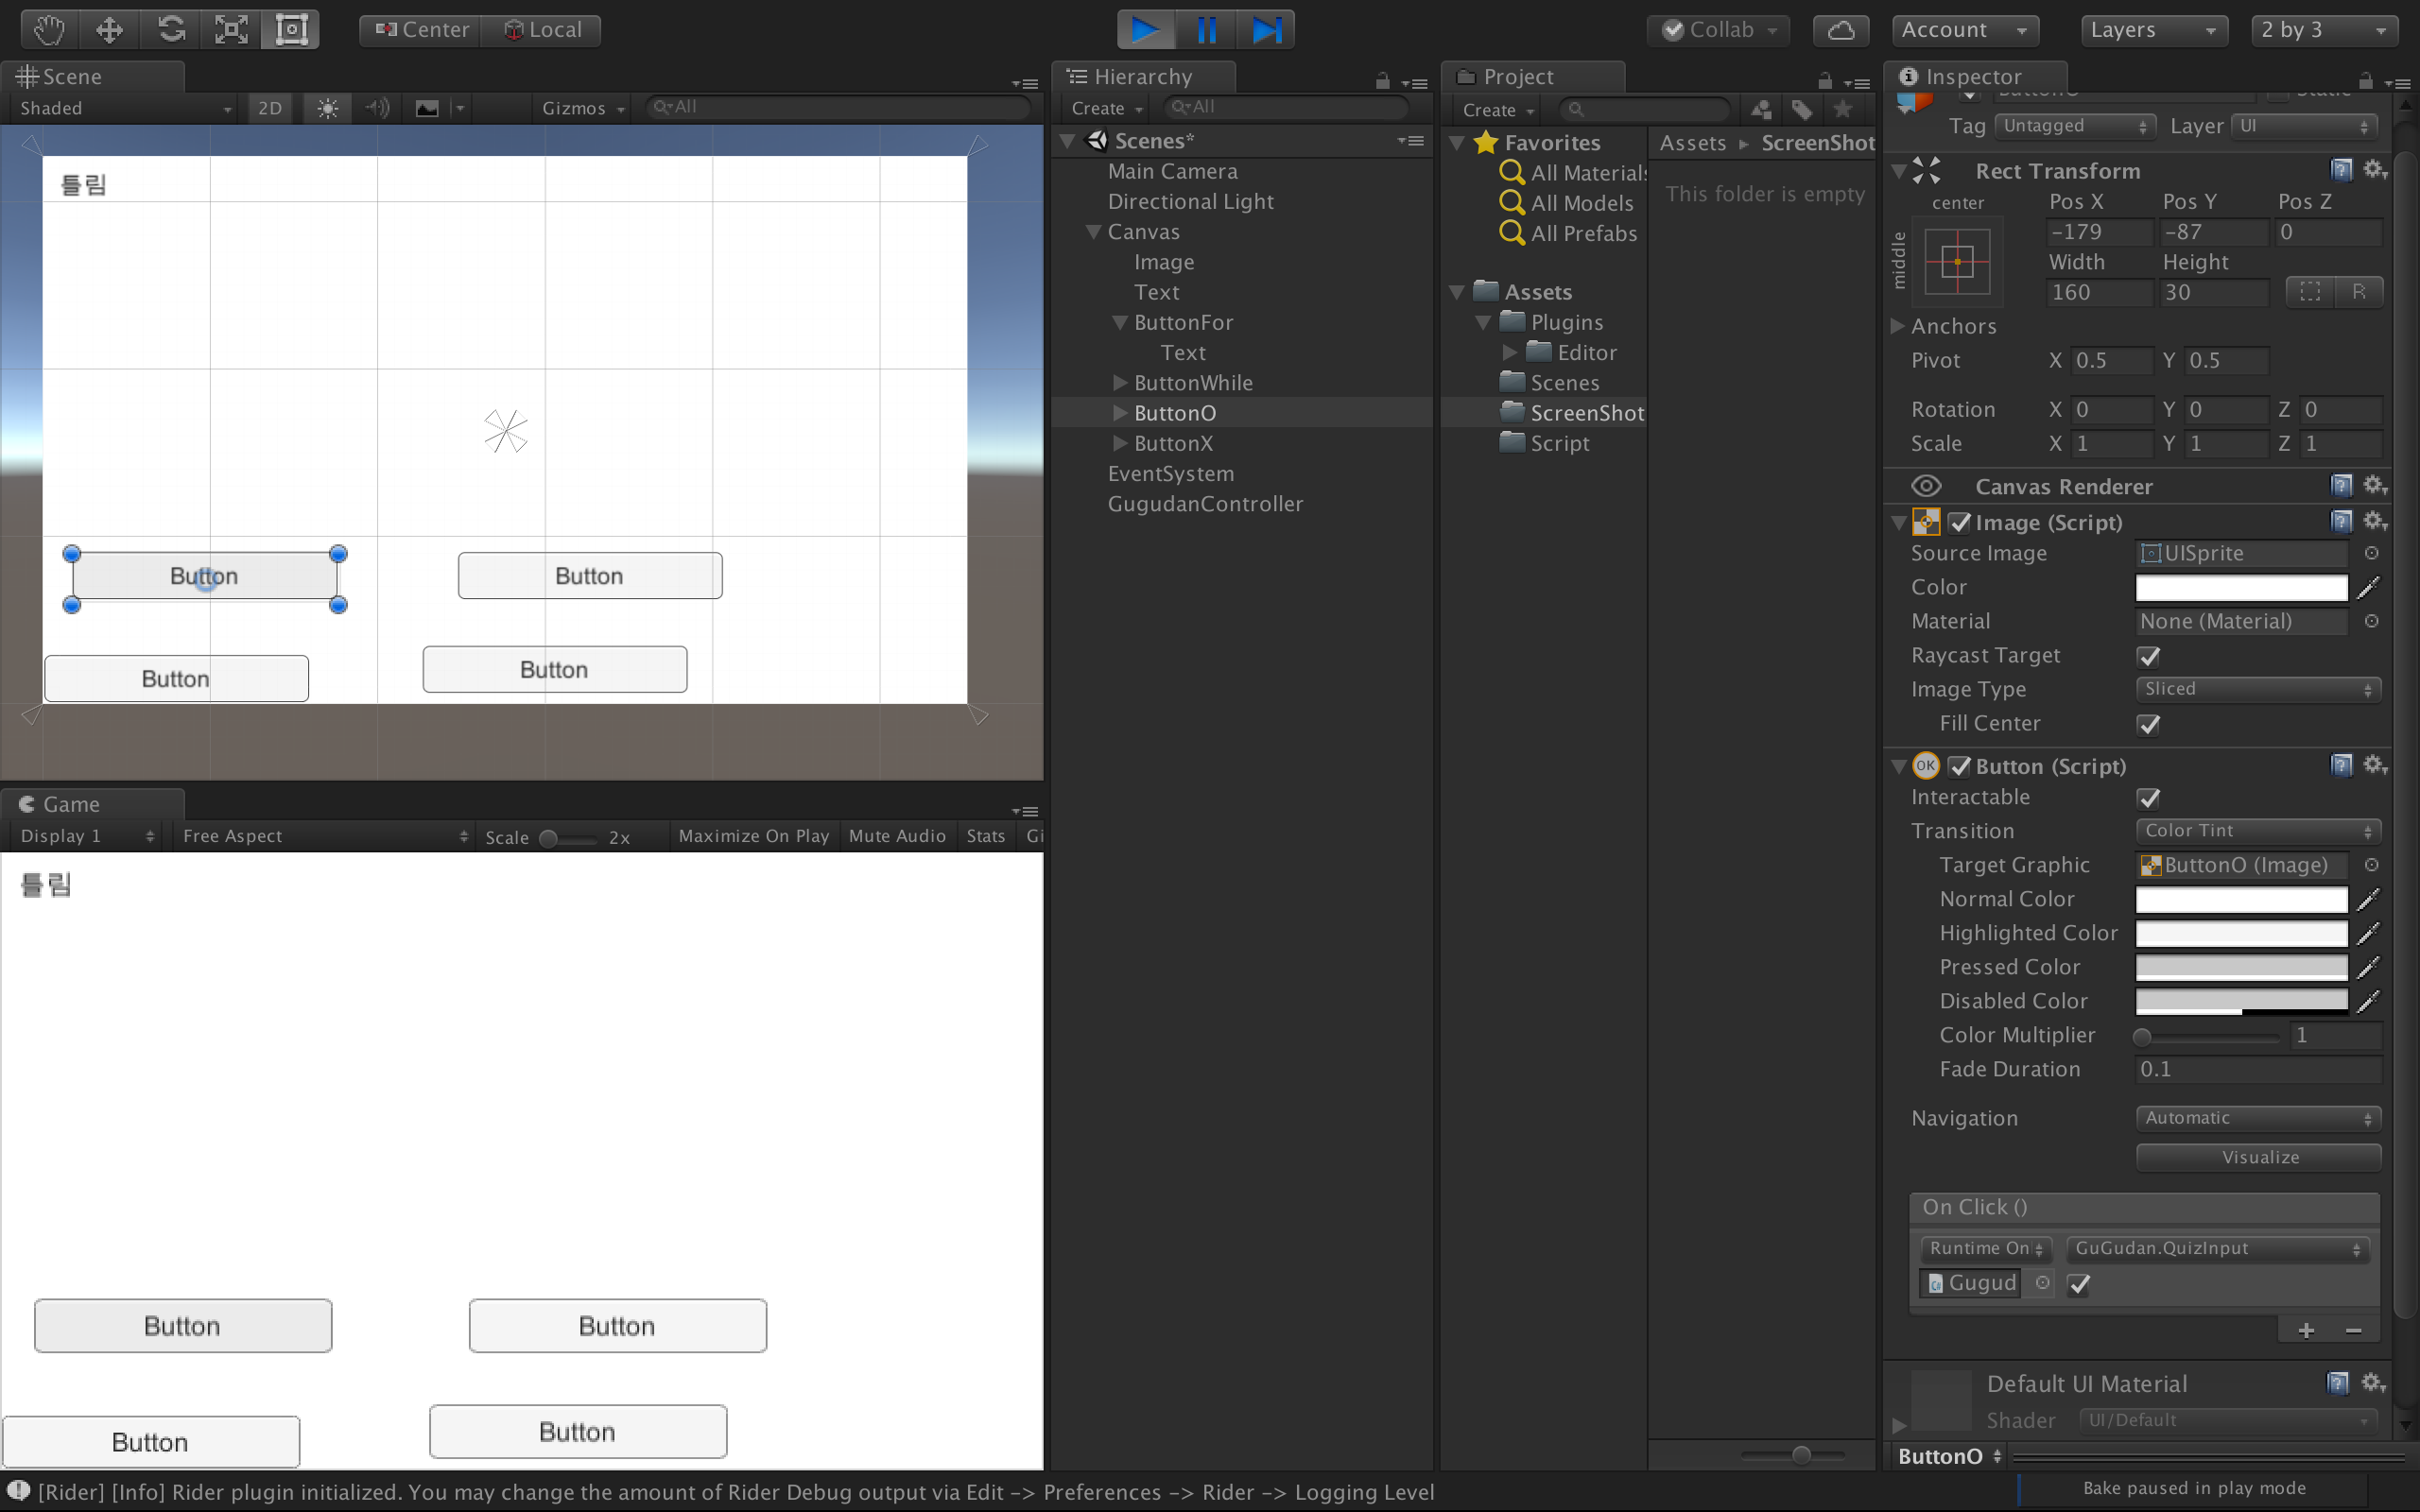 Center Local Collab Account Layers 2 by 3
Scene
Shaded 2D Gizmos All
틀림
Button Button
Button Button
Game
Display 1 Free Aspect Scale 2x Maximize On Play Mute Audio Stats Gi
틀림
Button Button
Button Button
Hierarchy
Create All
Scenes*
Main Camera
Directional Light
Canvas
Image
Text
ButtonFor
Text
ButtonWhile
ButtonO
ButtonX
EventSystem
GugudanController
Project
Create
Favorites
All Materials
All Models
All Prefabs
Assets
Plugins
Editor
Scenes
ScreenShot
Script
Assets ScreenShot
This folder is empty
Inspector
Tag Untagged Layer UI
Rect Transform
center
middle
Pos X Pos Y Pos Z
-179 -87 0
Width Height
160 30 R
Anchors
Pivot X 0.5 Y 0.5
Rotation X 0 Y 0 Z 0
Scale X 1 Y 1 Z 1
Canvas Renderer
Image (Script)
Source Image UISprite
Color
Material None (Material)
Raycast Target
Image Type Sliced
Fill Center
OK Button (Script)
Interactable
Transition Color Tint
Target Graphic ButtonO (Image)
Normal Color
Highlighted Color
Pressed Color
Disabled Color
Color Multiplier 1
Fade Duration 0.1
Navigation Automatic
Visualize
On Click ()
Runtime On GuGudan.QuizInput
C# Gugud
+ −
Default UI Material
Shader UI/Default
ButtonO
[Rider] [Info] Rider plugin initialized. You may change the amount of Rider Debug output via Edit -> Preferences -> Rider -> Logging Level
Bake paused in play mode